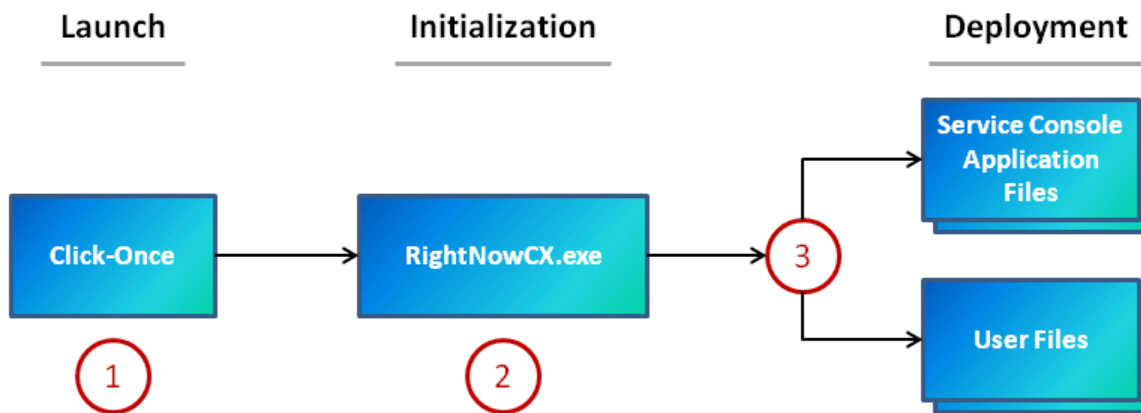 Launch
Initialization
Deployment
Service Console
Application
Files
Click-Once
RightNowCX.exe
3
User Files
1
2